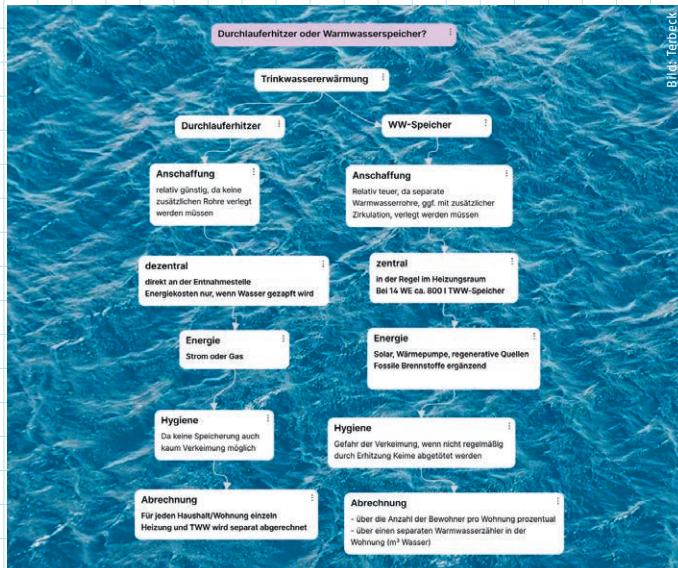 Durchlauferhitzer oder Warmwasserspeicher?
Bild: Terbeck
Trinkwassererwärmung
Durchlauferhitzer
WW-Speicher
Anschaffung
relativ günstig, da keine
zusätzlichen Rohre verlegt
werden müssen
Anschaffung
Relativ teuer, da separate
Warmwasserrohre, ggf. mit zusätzlicher
Zirkulation, verlegt werden müssen
dezentral
direkt an der Entnahmestelle
Energiekosten nur, wenn Wasser gezapft wird
zentral
in der Regel im Heizungsraum
Bei 14 WE ca. 800 l TWW-Speicher
Energie
Strom oder Gas
Energie
Solar, Wärmepumpe, regenerative Quellen
Fossile Brennstoffe ergänzend
Hygiene
Da keine Speicherung auch
kaum Verkeimung möglich
Hygiene
Gefahr der Verkeimung, wenn nicht regelmäßig
durch Erhitzung Keime abgetötet werden
Abrechnung
Für jeden Haushalt/Wohnung einzeln
Heizung und TWW wird separat abgerechnet
Abrechnung
- über die Anzahl der Bewohner pro Wohnung prozentual
- über einen separaten Warmwasserzähler in der
Wohnung (m³ Wasser)